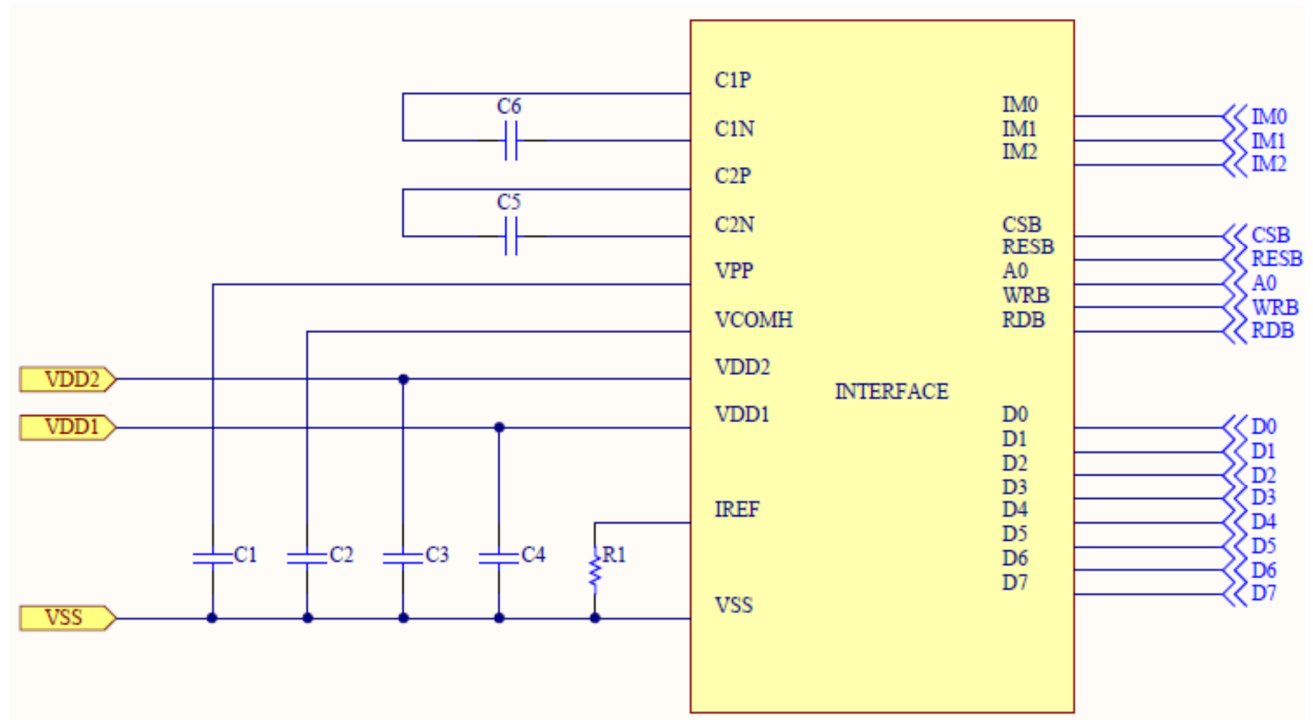 C1P
C6
C1N
C2P
C5
C2N
VPP
VCOMH
VDD2
VDD2
VDD1
VDD1
IREF
C1
C2
C3
C4
R1
VSS
VSS
INTERFACE
IM0
IM1
IM2
CSB
RESB
A0
WRB
RDB
D0
D1
D2
D3
D4
D5
D6
D7
IM0
IM1
IM2
CSB
RESB
A0
WRB
RDB
D0
D1
D2
D3
D4
D5
D6
D7